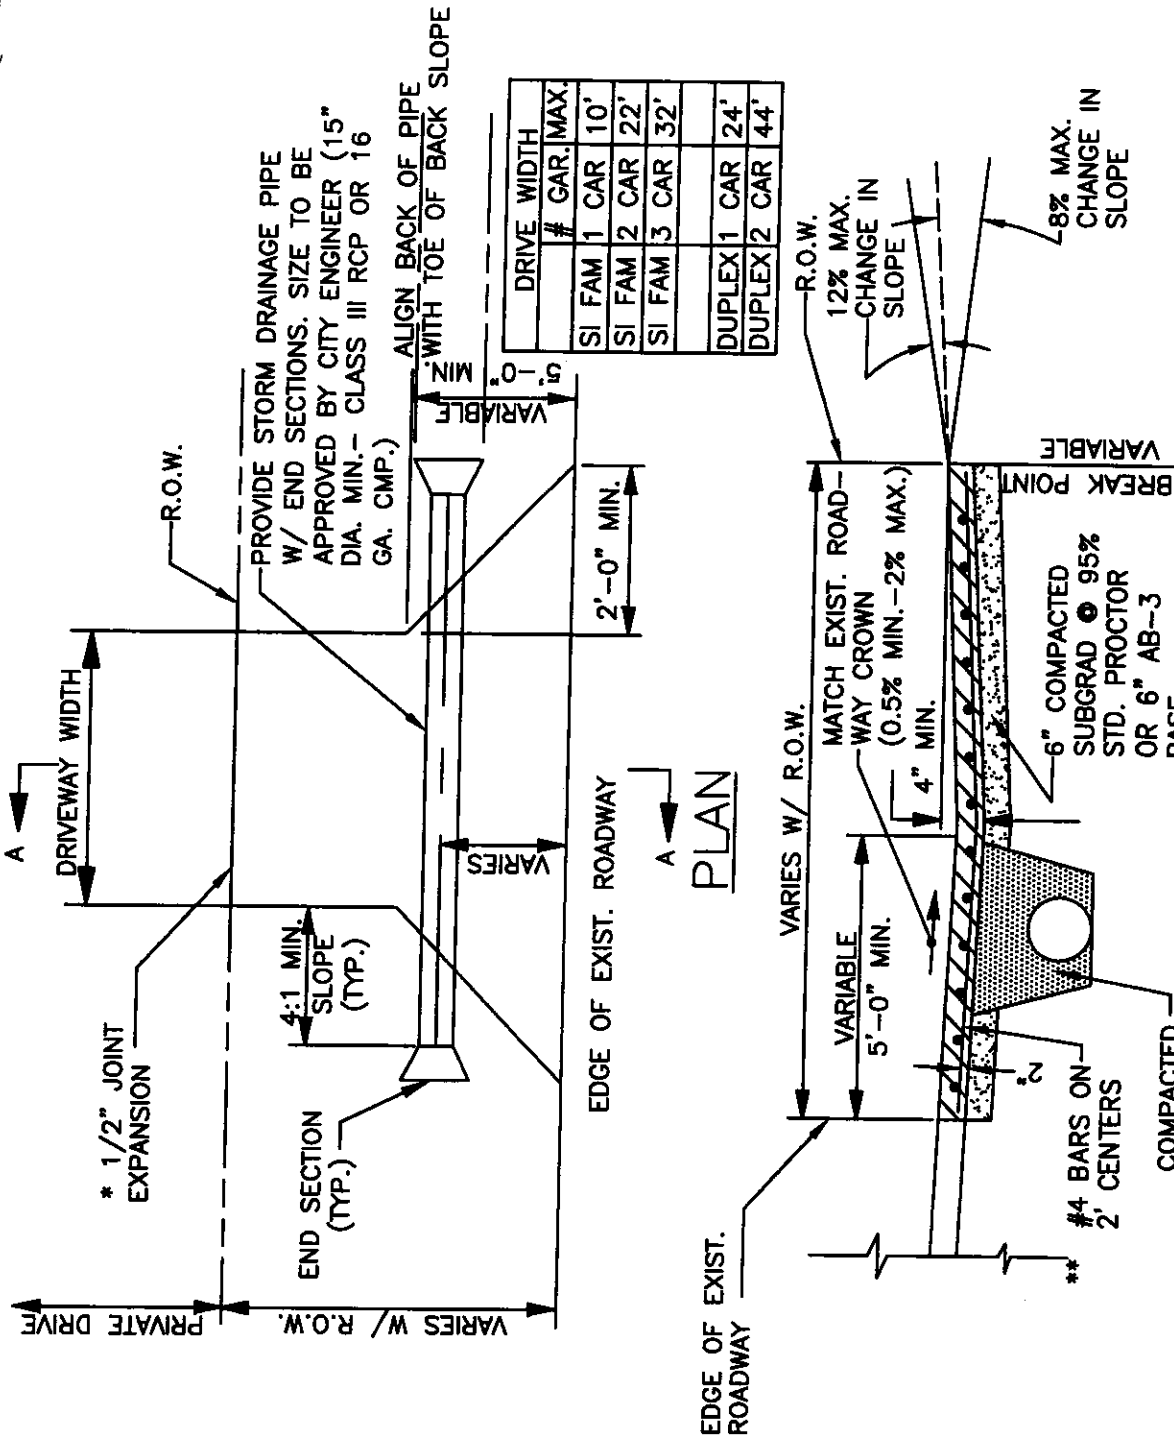 A
DRIVEWAY WIDTH
R.O.W.
* 1/2" JOINT
EXPANSION
PRIVATE DRIVE
VARIES W/ R.O.W.
4:1 MIN.
SLOPE
(TYP.)
END SECTION
(TYP.)
VARIES
EDGE OF EXIST. ROADWAY
PROVIDE STORM DRAINAGE PIPE
W/ END SECTIONS. SIZE TO BE
APPROVED BY CITY ENGINEER (15"
DIA. MIN.- CLASS III RCP OR 16
GA. CMP.)
ALIGN BACK OF PIPE
WITH TOE OF BACK SLOPE
VARIABLE
5'-0" MIN.
2'-0" MIN.
A
PLAN
DRIVE WIDTH
# GAR. MAX.
SI FAM 1 CAR 10'
SI FAM 2 CAR 22'
SI FAM 3 CAR 32'
DUPLEX 1 CAR 24'
DUPLEX 2 CAR 44'
EDGE OF EXIST.
ROADWAY
VARIES W/ R.O.W.
VARIABLE
5'-0" MIN.
MATCH EXIST. ROAD-
WAY CROWN
(0.5% MIN.-2% MAX.)
4" MIN.
R.O.W.
12% MAX.
CHANGE IN
SLOPE
8% MAX.
CHANGE IN
SLOPE
VARIABLE
BREAK POINT
2"
**
#4 BARS ON
2' CENTERS
COMPACTED
6" COMPACTED
SUBGRAD @ 95%
STD. PROCTOR
OR 6" AB-3